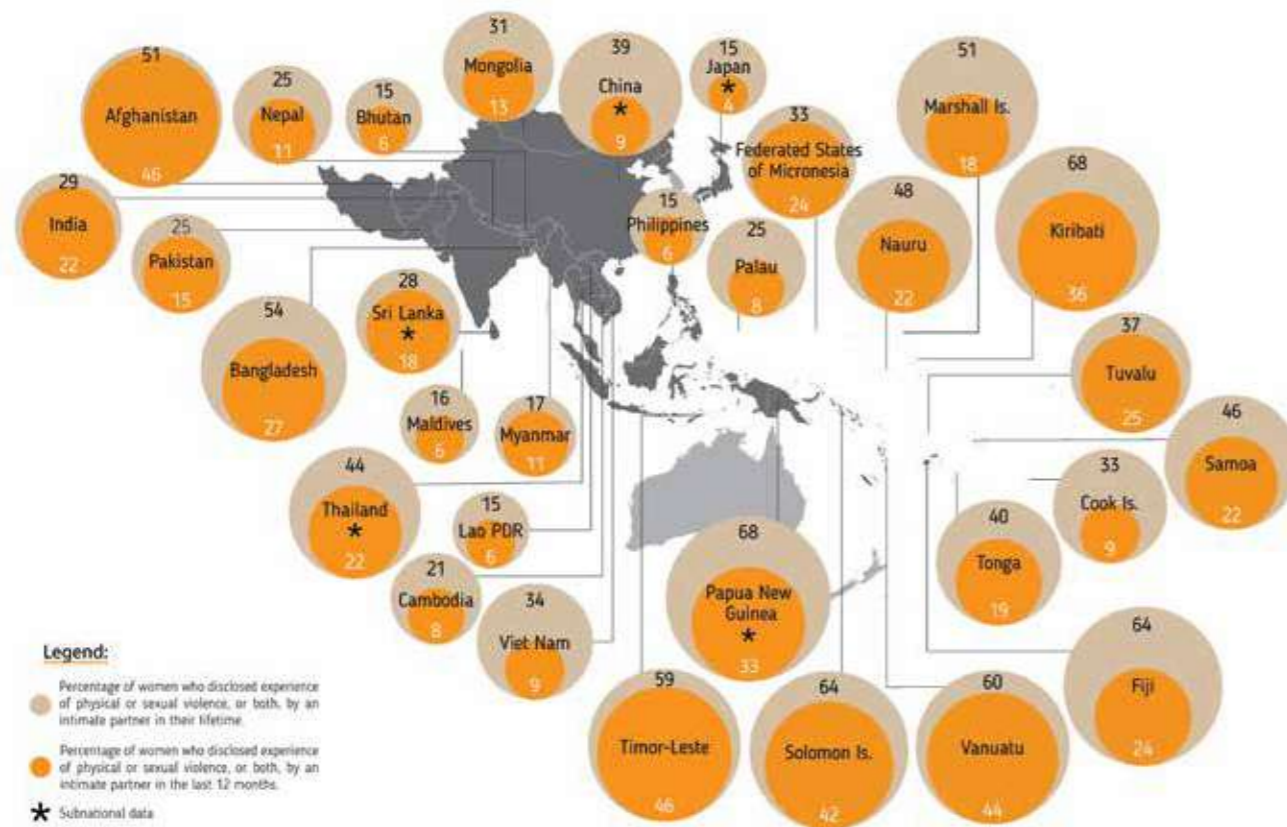 51
Afghanistan
46
25
Nepal
11
15
Bhutan
6
31
Mongolia
13
39
China
*
9
15
Japan
*
4
33
Federated States
of Micronesia
24
51
Marshall Is.
18
68
Kiribati
36
48
Nauru
22
29
India
22
25
Pakistan
15
15
Philippines
6
25
Palau
8
28
Sri Lanka
*
18
54
Bangladesh
27
16
Maldives
6
17
Myanmar
11
37
Tuvalu
25
46
Samoa
22
33
Cook Is.
9
40
Tonga
19
44
Thailand
*
22
15
Lao PDR
6
21
Cambodia
8
34
Viet Nam
9
68
Papua New
Guinea
*
33
59
Timor-Leste
46
64
Solomon Is.
42
60
Vanuatu
44
64
Fiji
24
Legend:
Percentage of women who disclosed experience
of physical or sexual violence, or both, by an
intimate partner in their lifetime.
Percentage of women who disclosed experience
of physical or sexual violence, or both, by an
intimate partner in the last 12 months.
* Subnational data